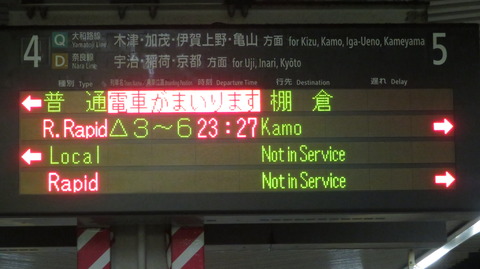 4 Q 大和路線 木津・加茂・伊賀上野・亀山 方面 for Kizu, Kamo, Iga-Ueno, Kameyama 5
D 奈良線 Nara Line 宇治・稲荷・京都 方面 for Uji, Inari, Kyōto
種別 Type 時刻 Departure Time 行先 Destination 遅れ Delay
← 普通 電車がまいります 棚倉
R.Rapid △3～6 23:27 Kamo →
← Local Not in Service
Rapid Not in Service →